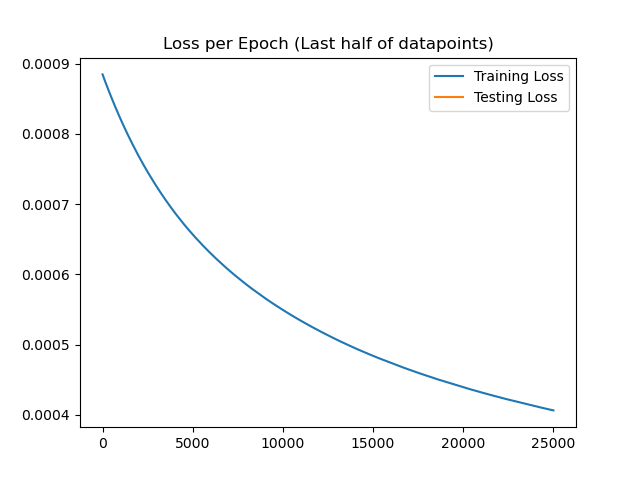 Loss per Epoch (Last half of datapoints)
0.0009
0.0008
0.0007
0.0006
0.0005
0.0004
Training Loss
Testing Loss
0 5000 10000 15000 20000 25000